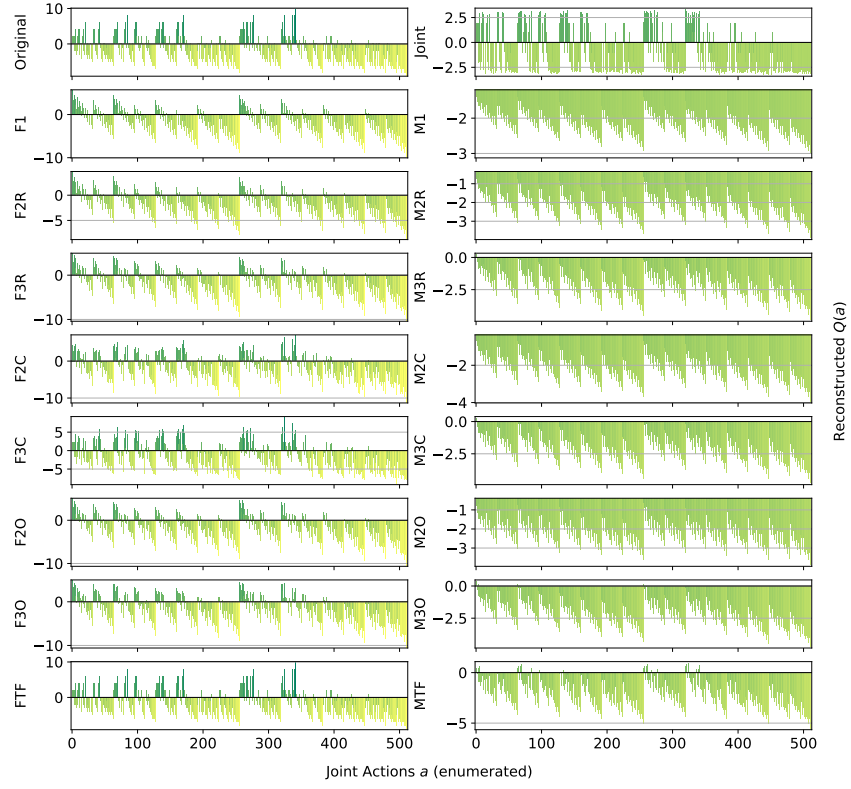 Original
10
0
Joint
2.5
0.0
−2.5
F1
0
−10
M1
−2
−3
F2R
0
−5
M2R
−1
−2
−3
F3R
0
−10
M3R
0.0
−2.5
F2C
0
−10
M2C
−2
−4
F3C
5
0
−5
M3C
0.0
−2.5
F2O
0
−10
M2O
−1
−2
−3
F3O
0
−10
M3O
0.0
−2.5
FTF
10
0
MTF
0
−5
0 100 200 300 400 500
0 100 200 300 400 500
Joint Actions a (enumerated)
Reconstructed Q(a)